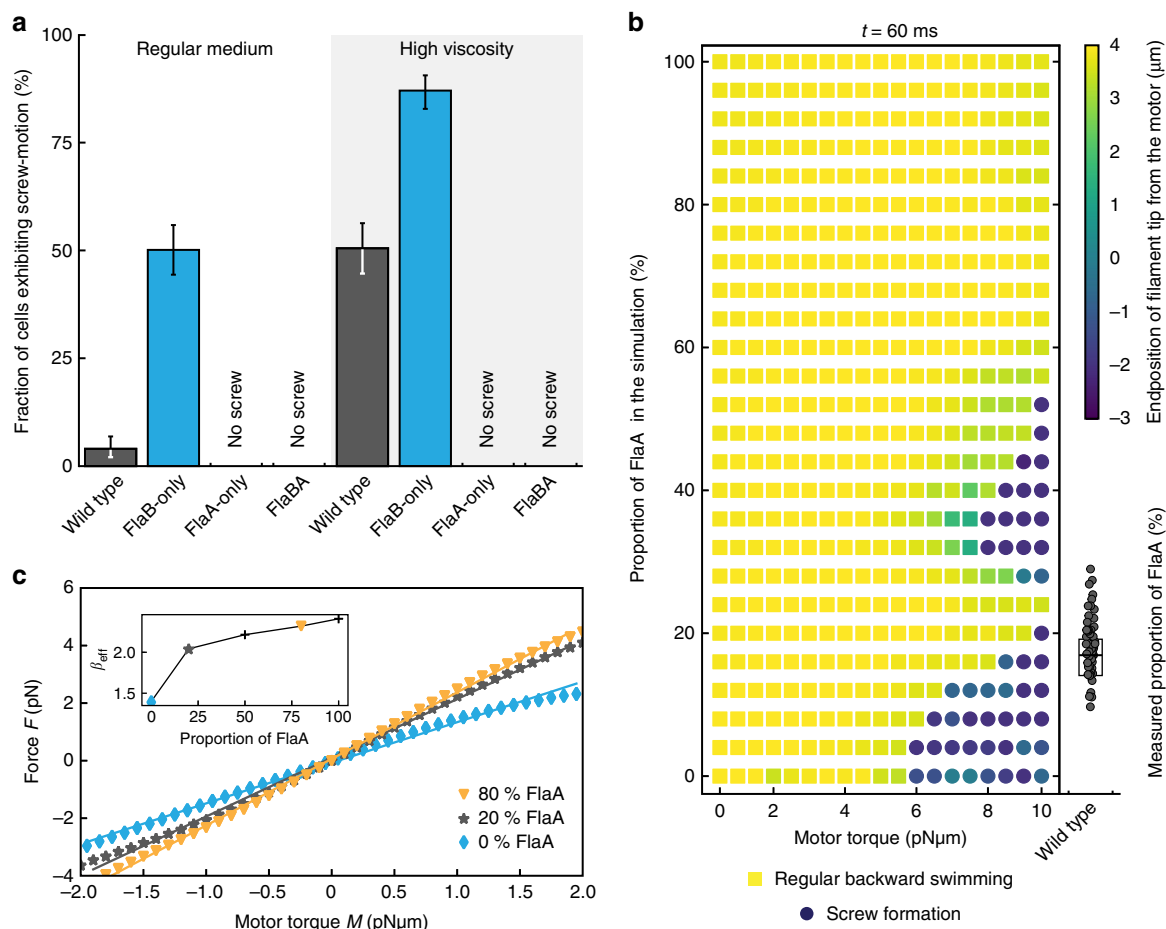 a
Regular medium
High viscosity
Fraction of cells exhibiting screw-motion (%)
100
75
50
25
0
No screw
No screw
No screw
No screw
Wild type
FlaB-only
FlaA-only
FlaBA
Wild type
FlaB-only
FlaA-only
FlaBA
b
t = 60 ms
Proportion of FlaA in the simulation (%)
100
80
60
40
20
0
0
2
4
6
8
10
Motor torque (pNμm)
Wild type
Regular backward swimming
Screw formation
4
3
2
1
0
−1
−2
−3
Endposition of filament tip from the motor (μm)
Measured proportion of FlaA (%)
c
Force F (pN)
6
4
2
0
−2
−4
βeff
2.0
1.5
0
25
50
75
100
Proportion of FlaA
80 % FlaA
20 % FlaA
0 % FlaA
−2.0
−1.5
−1.0
−0.5
0
0.5
1.0
1.5
2.0
Motor torque M (pNμm)